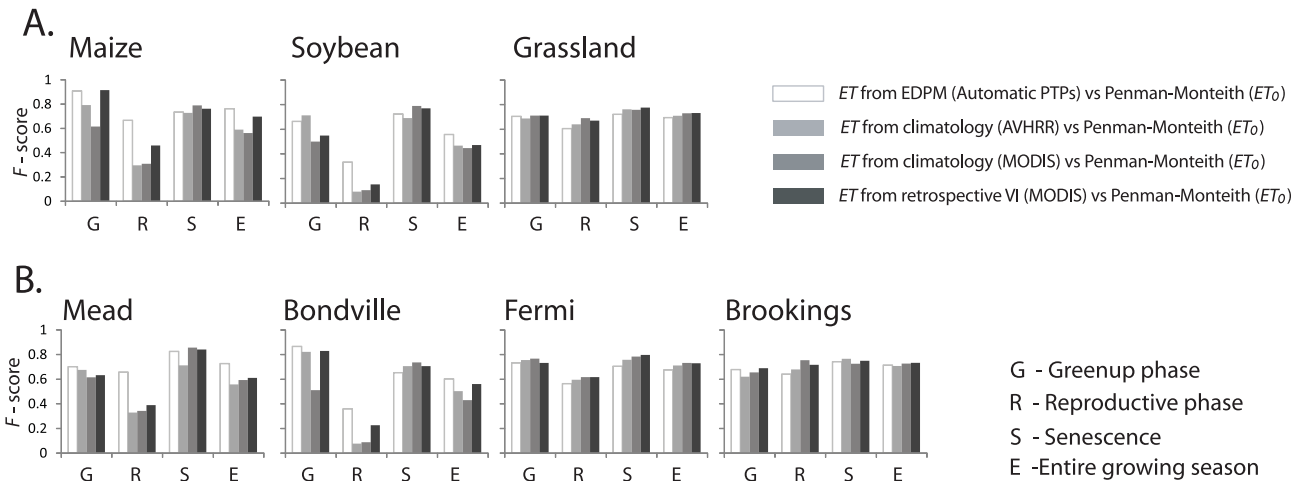 A.
Maize
Soybean
Grassland
F - score
1
0.8
0.6
0.4
0.2
0
G R S E
G R S E
G R S E
ET from EDPM (Automatic PTPs) vs Penman-Monteith (ET0)
ET from climatology (AVHRR) vs Penman-Monteith (ET0)
ET from climatology (MODIS) vs Penman-Monteith (ET0)
ET from retrospective VI (MODIS) vs Penman-Monteith (ET0)
B.
Mead
Bondville
Fermi
Brookings
F - score
1
0.8
0.6
0.4
0.2
0
G R S E
G R S E
G R S E
G R S E
G - Greenup phase
R - Reproductive phase
S - Senescence
E -Entire growing season